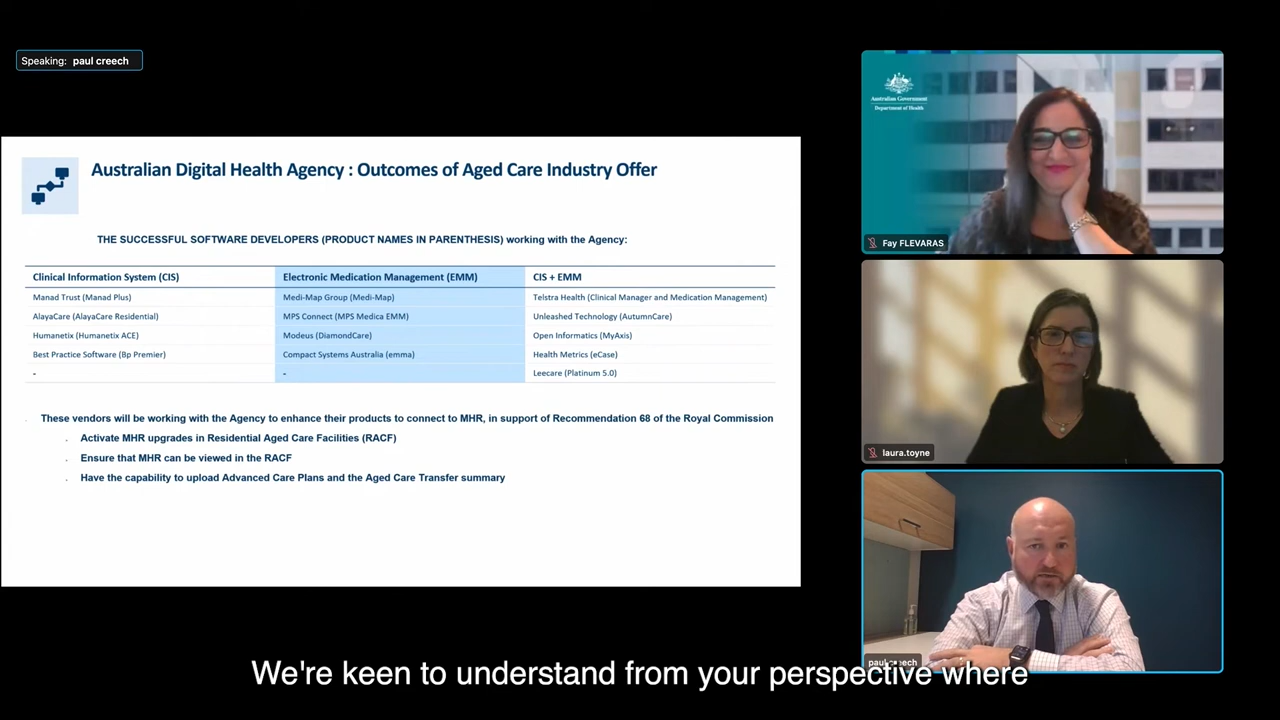 Speaking: paul creech
Australian Digital Health Agency : Outcomes of Aged Care Industry Offer
THE SUCCESSFUL SOFTWARE DEVELOPERS (PRODUCT NAMES IN PARENTHESIS) working with the Agency:
Clinical Information System (CIS) Electronic Medication Management (EMM) CIS + EMM
Manad Trust (Manad Plus) Medi-Map Group (Medi-Map) Telstra Health (Clinical Manager and Medication Management)
AlayaCare (AlayaCare Residential) MPS Connect (MPS Medica EMM) Unleashed Technology (AutumnCare)
Humanetix (Humanetix ACE) Modeus (DiamondCare) Open Informatics (MyAxis)
Best Practice Software (Bp Premier) Compact Systems Australia (emma) Health Metrics (eCase)
- - Leecare (Platinum 5.0)
These vendors will be working with the Agency to enhance their products to connect to MHR, in support of Recommendation 68 of the Royal Commission
Activate MHR upgrades in Residential Aged Care Facilities (RACF)
Ensure that MHR can be viewed in the RACF
Have the capability to upload Advanced Care Plans and the Aged Care Transfer summary
Australian Government
Department of Health
Fay FLEVARAS
laura.toyne
paul creech
We're keen to understand from your perspective where